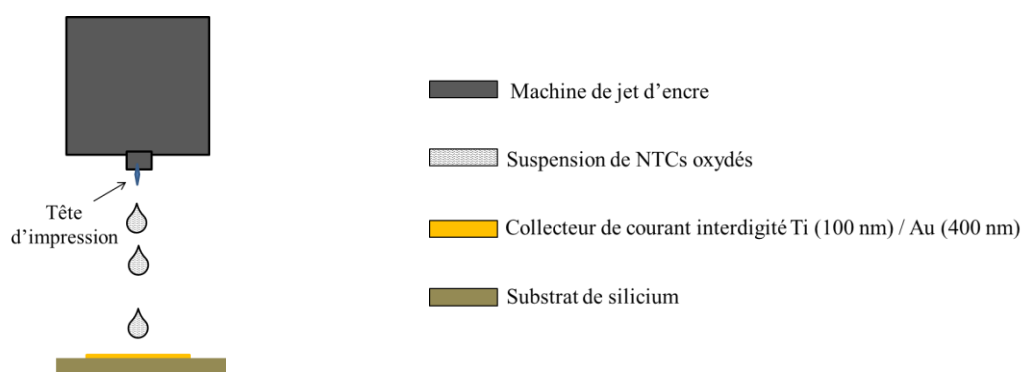 Machine de jet d'encre
Suspension de NTCs oxydés
Tête
d'impression
Collecteur de courant interdigité Ti (100 nm) / Au (400 nm)
Substrat de silicium